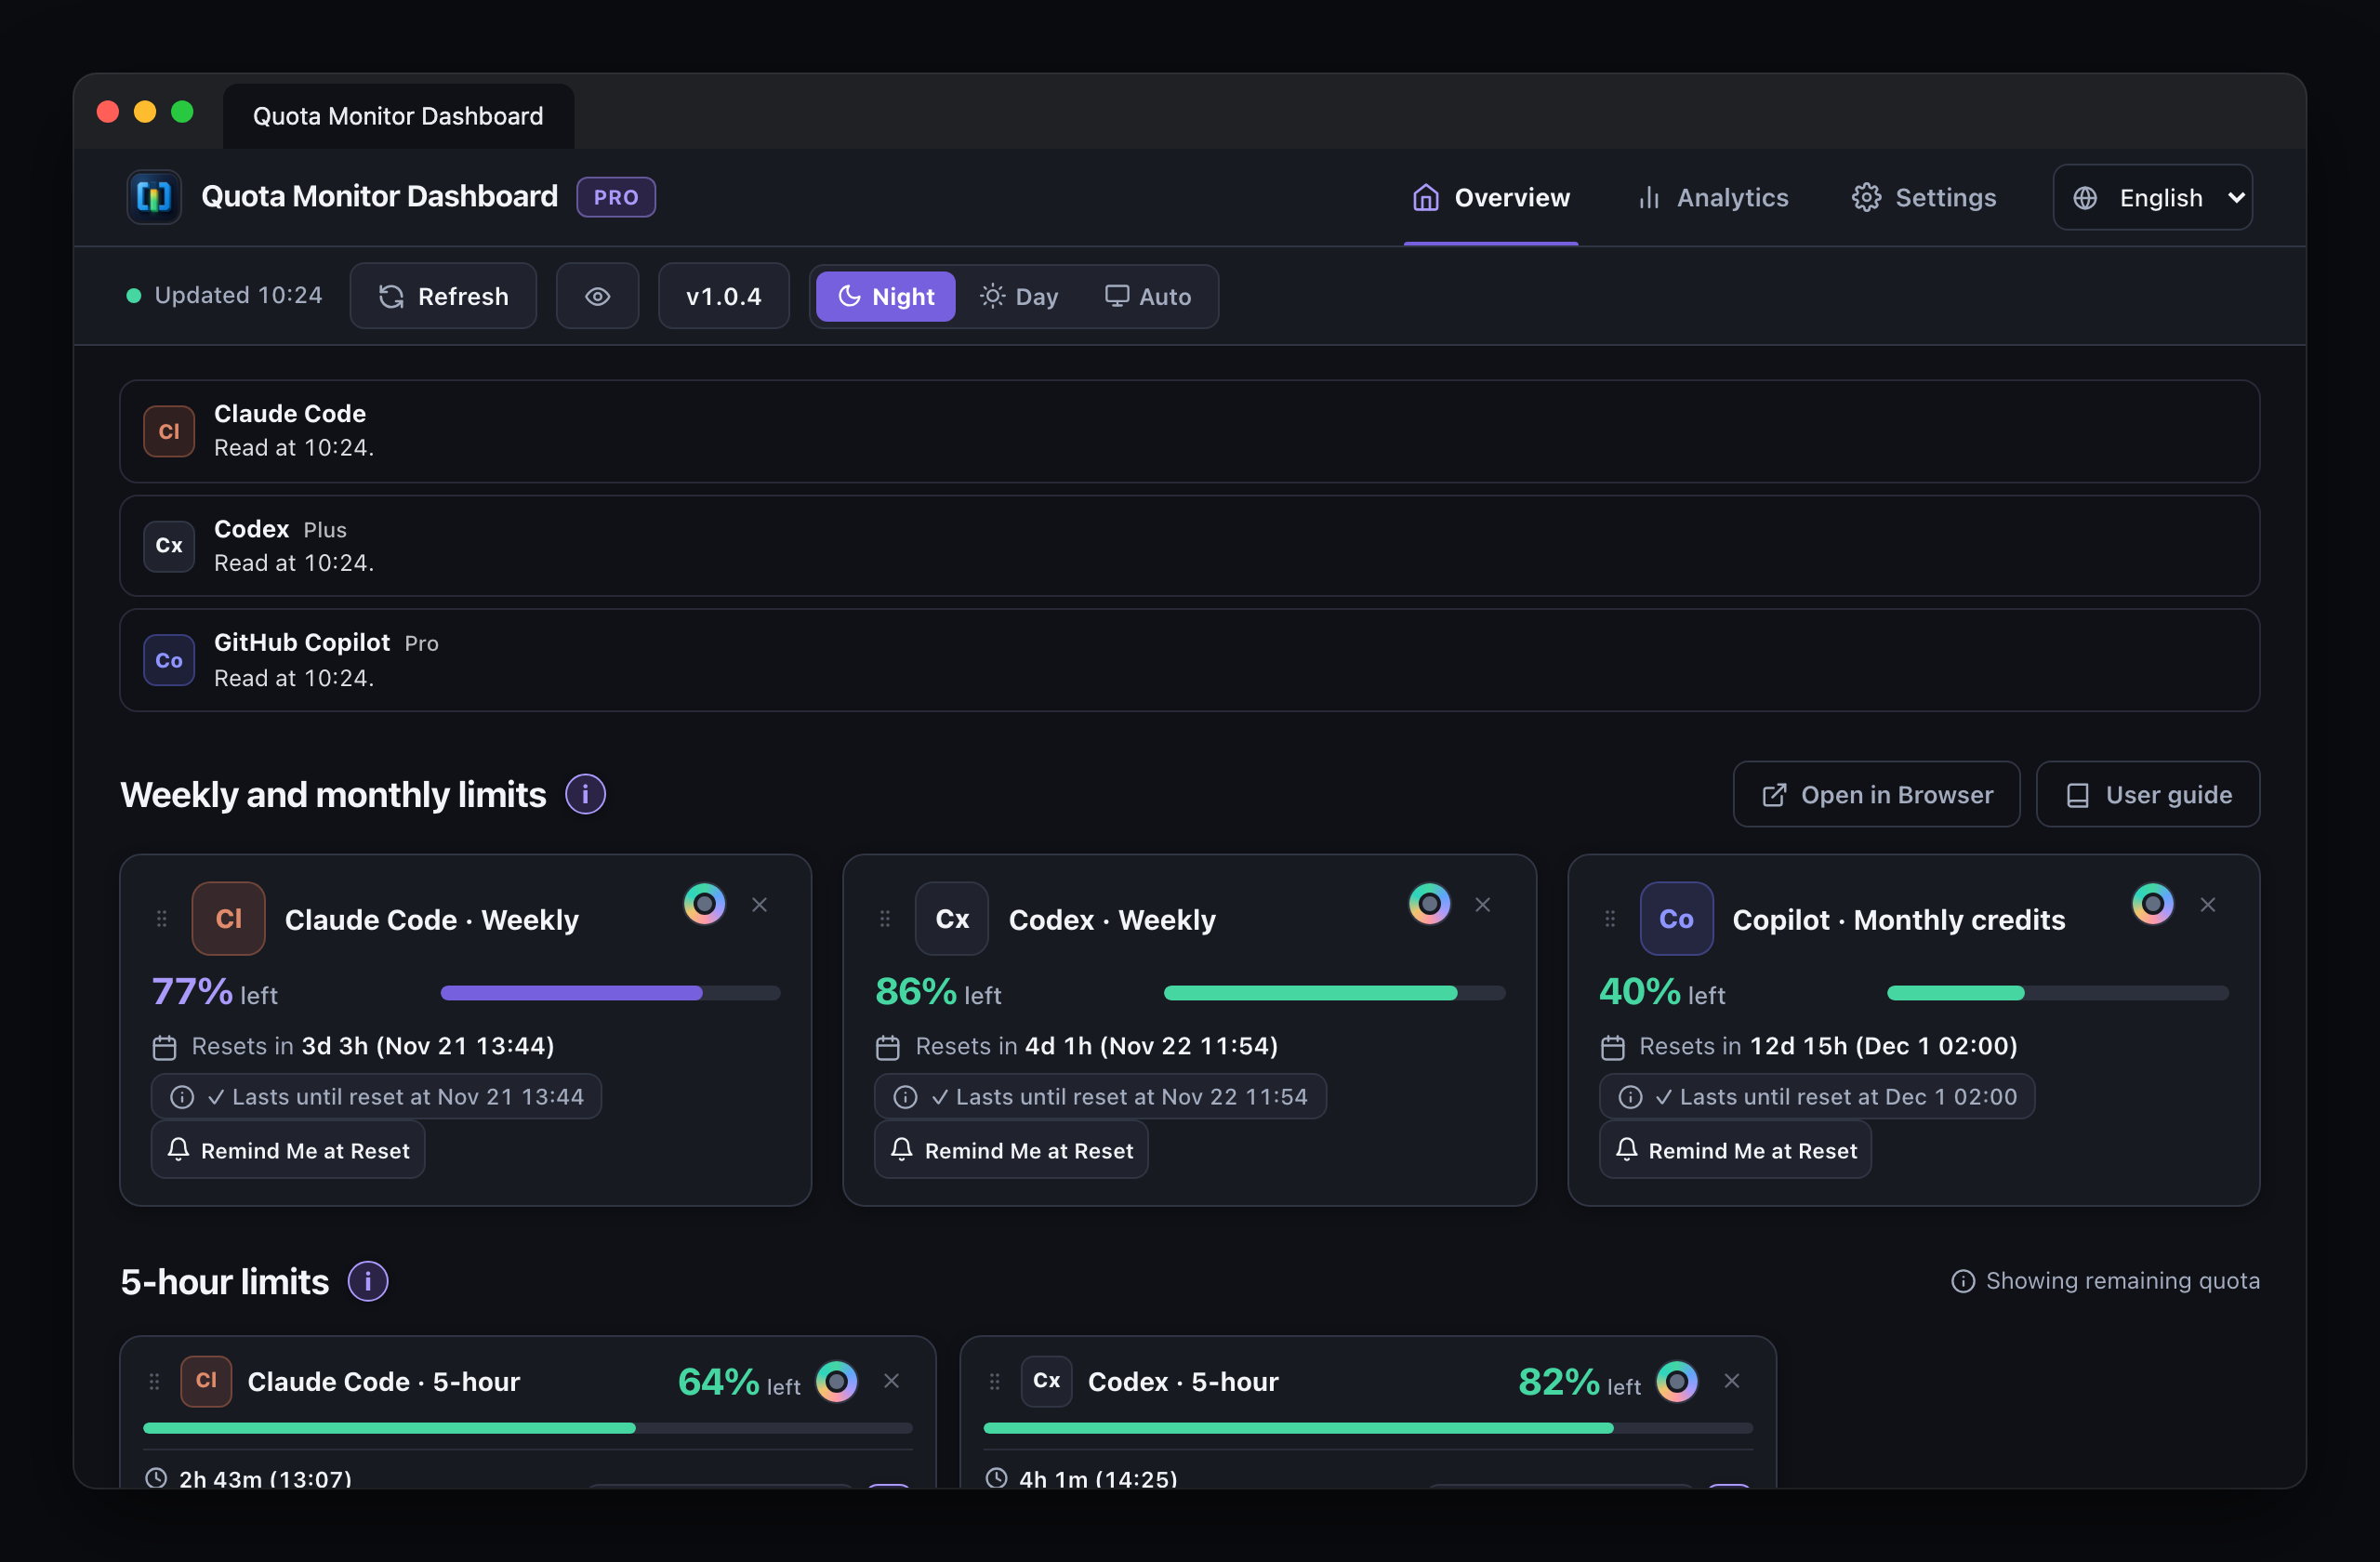 Quota Monitor Dashboard
Quota Monitor Dashboard PRO Overview Analytics Settings English
Updated 10:24 Refresh v1.0.4 Night Day Auto
Cl Claude Code
Read at 10:24.
Cx Codex Plus
Read at 10:24.
Co GitHub Copilot Pro
Read at 10:24.
Weekly and monthly limits i Open in Browser User guide
Cl Claude Code · Weekly
77% left
Resets in 3d 3h (Nov 21 13:44)
✓ Lasts until reset at Nov 21 13:44
Remind Me at Reset
Cx Codex · Weekly
86% left
Resets in 4d 1h (Nov 22 11:54)
✓ Lasts until reset at Nov 22 11:54
Remind Me at Reset
Co Copilot · Monthly credits
40% left
Resets in 12d 15h (Dec 1 02:00)
✓ Lasts until reset at Dec 1 02:00
Remind Me at Reset
5-hour limits i Showing remaining quota
Cl Claude Code · 5-hour 64% left
2h 43m (13:07)
Cx Codex · 5-hour 82% left
4h 1m (14:25)